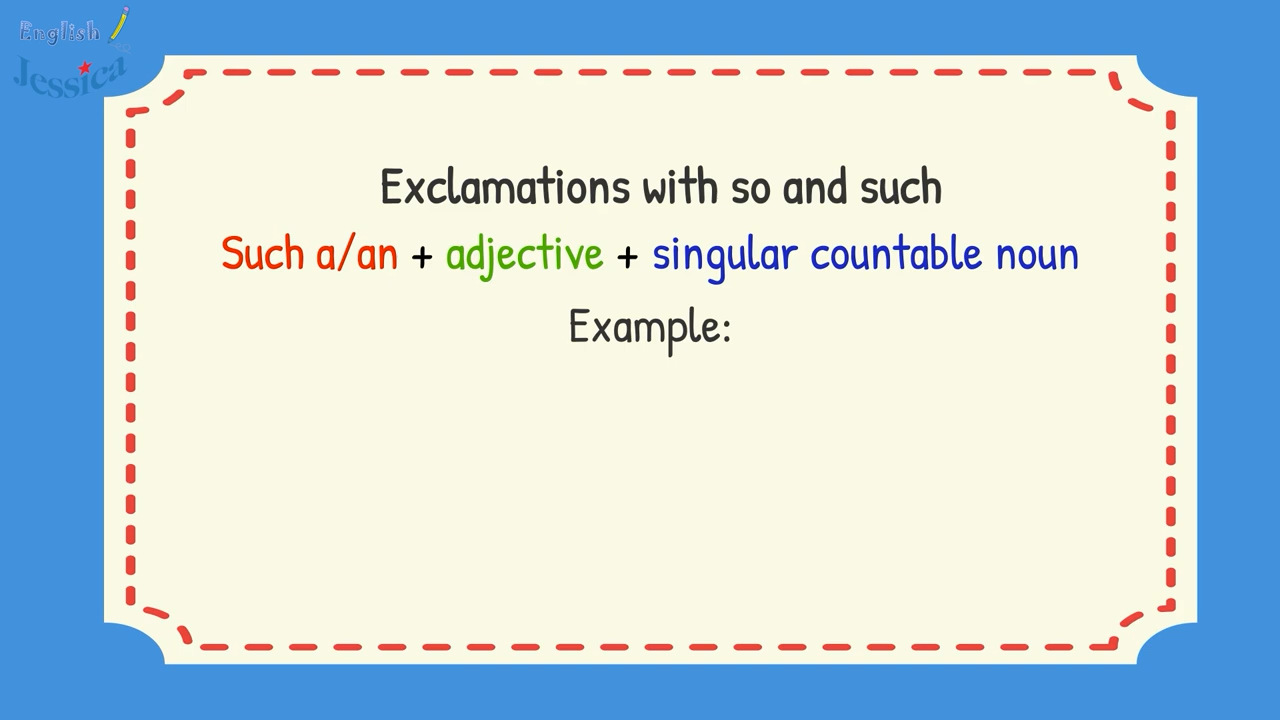 English
Jessica
Exclamations with so and such
Such a/an + adjective + singular countable noun
Example: